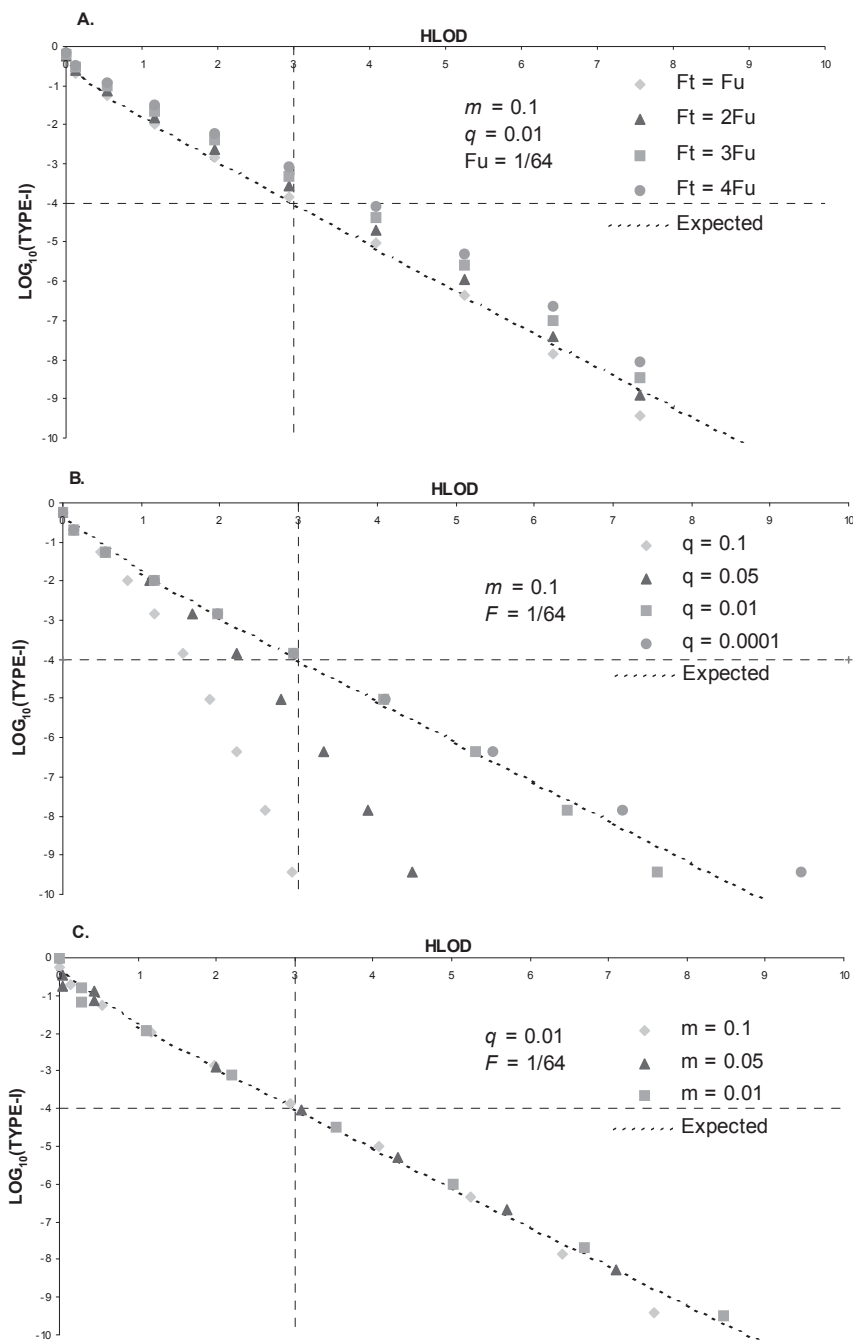 A.
HLOD
0 1 2 3 4 5 6 7 8 9 10
0
-1
-2
-3
-4
-5
-6
-7
-8
-9
-10
LOG10(TYPE-I)
m = 0.1
q = 0.01
Fu = 1/64
Ft = Fu
Ft = 2Fu
Ft = 3Fu
Ft = 4Fu
Expected
B.
HLOD
0 1 2 3 4 5 6 7 8 9 10
0
-1
-2
-3
-4
-5
-6
-7
-8
-9
-10
LOG10(TYPE-I)
m = 0.1
F = 1/64
q = 0.1
q = 0.05
q = 0.01
q = 0.0001
Expected
C.
HLOD
0 1 2 3 4 5 6 7 8 9 10
0
-1
-2
-3
-4
-5
-6
-7
-8
-9
-10
LOG10(TYPE-I)
q = 0.01
F = 1/64
m = 0.1
m = 0.05
m = 0.01
Expected